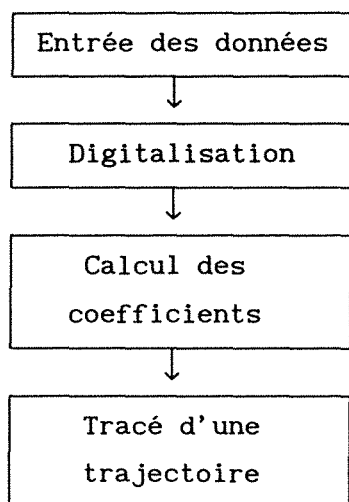 Entrée des données
Digitalisation
Calcul des
coefficients
Tracé d'une
trajectoire